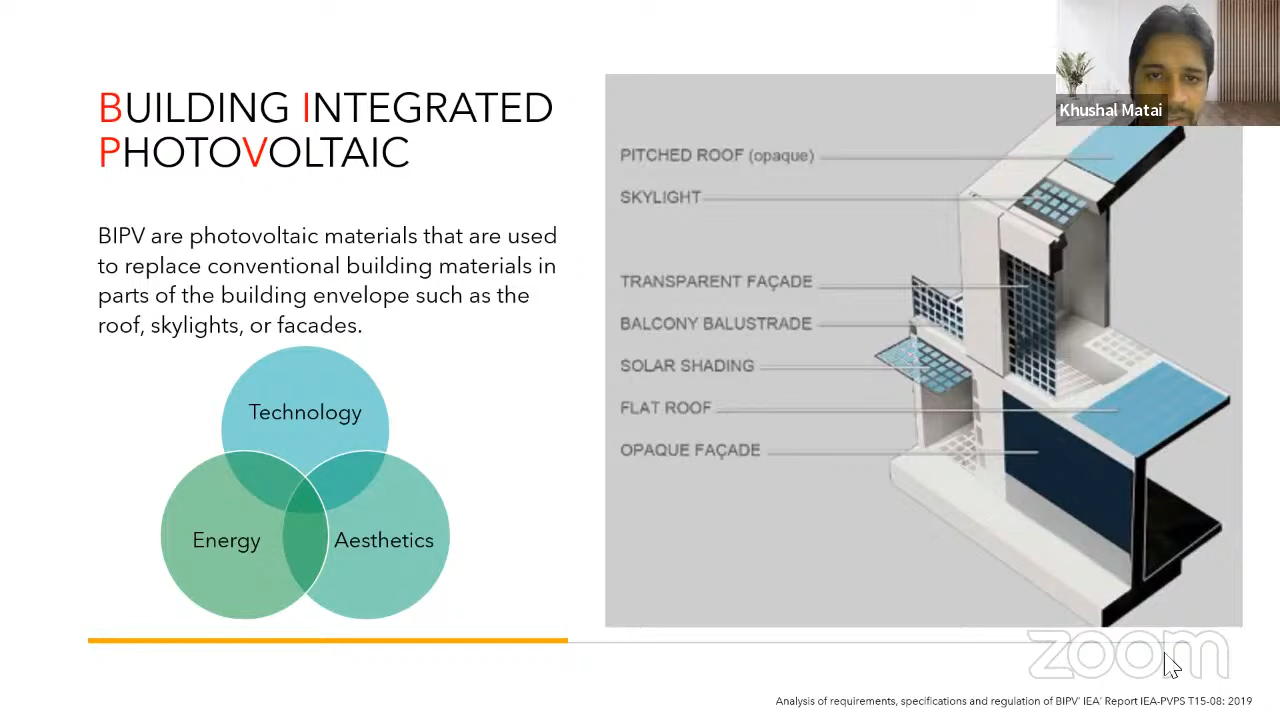 BUILDING INTEGRATED
PHOTOVOLTAIC
BIPV are photovoltaic materials that are used
to replace conventional building materials in
parts of the building envelope such as the
roof, skylights, or facades.
Technology
Energy
Aesthetics
Khushal Matai
PITCHED ROOF (opaque)
SKYLIGHT
TRANSPARENT FAÇADE
BALCONY BALUSTRADE
SOLAR SHADING
FLAT ROOF
OPAQUE FAÇADE
zoom
Analysis of requirements, specifications and regulation of BIPV' IEA' Report IEA-PVPS T15-08: 2019